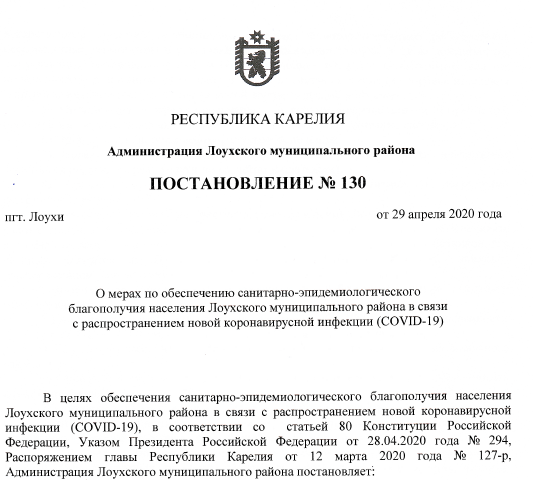 РЕСПУБЛИКА КАРЕЛИЯ
Администрация Лоухского муниципального района
ПОСТАНОВЛЕНИЕ № 130
пгт. Лоухи
от 29 апреля 2020 года
О мерах по обеспечению санитарно-эпидемиологического
благополучия населения Лоухского муниципального района в связи
с распространением новой коронавирусной инфекции (COVID-19)
В целях обеспечения санитарно-эпидемиологического благополучия населения
Лоухского муниципального района в связи с распространением новой коронавирусной
инфекции (COVID-19), в соответствии со статьей 80 Конституции Российской
Федерации, Указом Президента Российской Федерации от 28.04.2020 года № 294,
Распоряжением главы Республики Карелия от 12 марта 2020 года № 127-р,
Администрация Лоухского муниципального района постановляет: